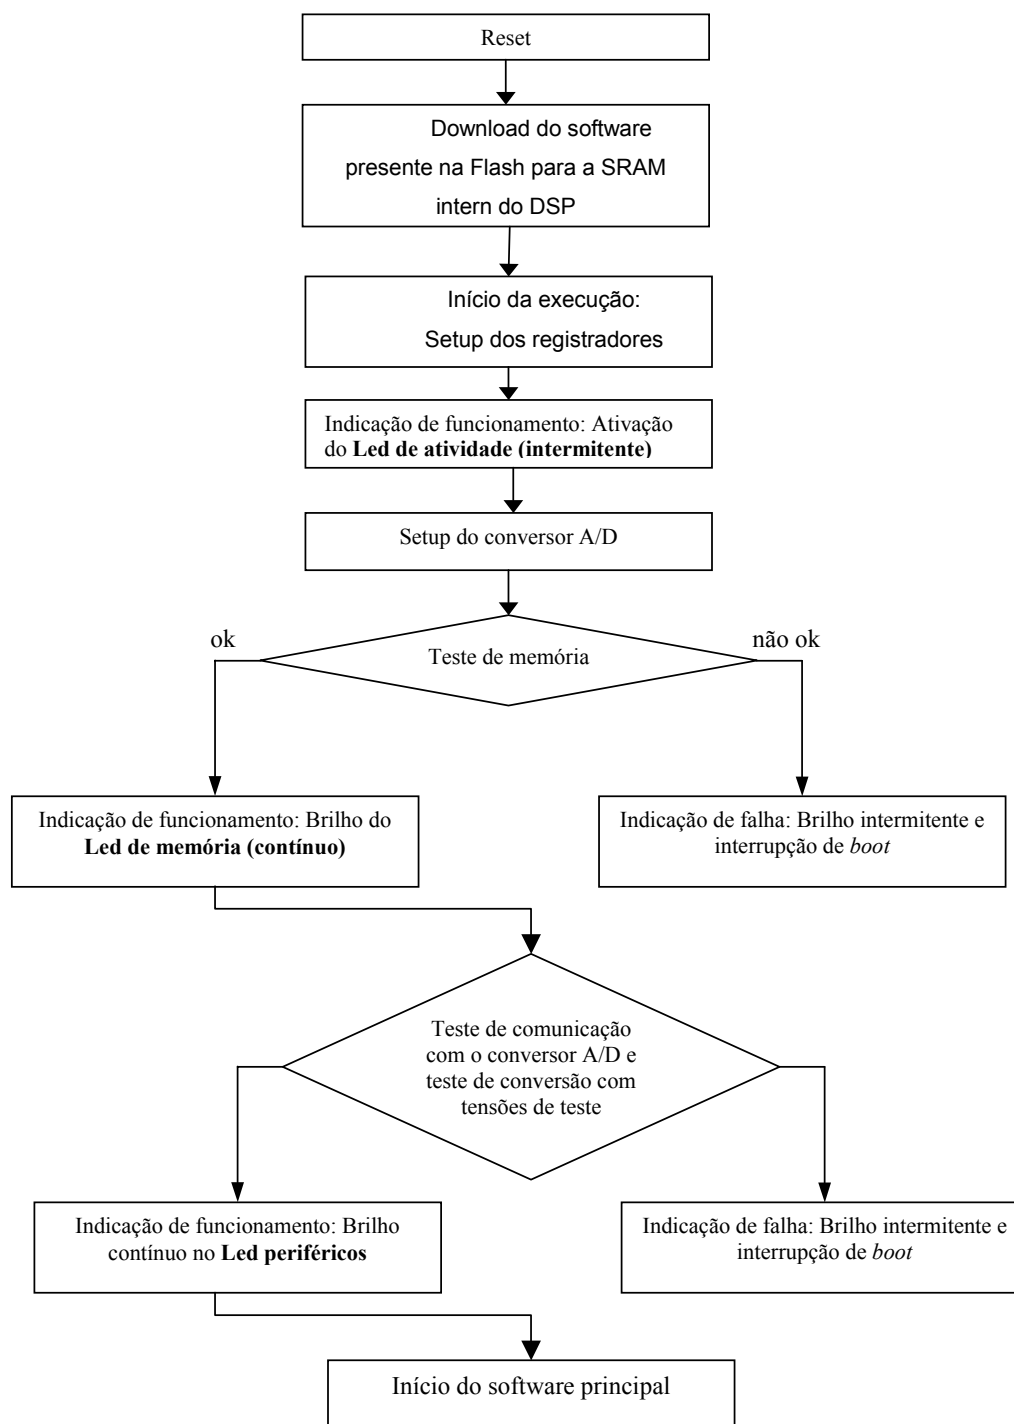 Reset
Download do software
presente na Flash para a SRAM
intern do DSP
Início da execução:
Setup dos registradores
Indicação de funcionamento: Ativação
do Led de atividade (intermitente)
Setup do conversor A/D
ok
não ok
Teste de memória
Indicação de funcionamento: Brilho do
Led de memória (contínuo)
Indicação de falha: Brilho intermitente e
interrupção de boot
Teste de comunicação
com o conversor A/D e
teste de conversão com
tensões de teste
Indicação de funcionamento: Brilho
contínuo no Led periféricos
Indicação de falha: Brilho intermitente e
interrupção de boot
Início do software principal